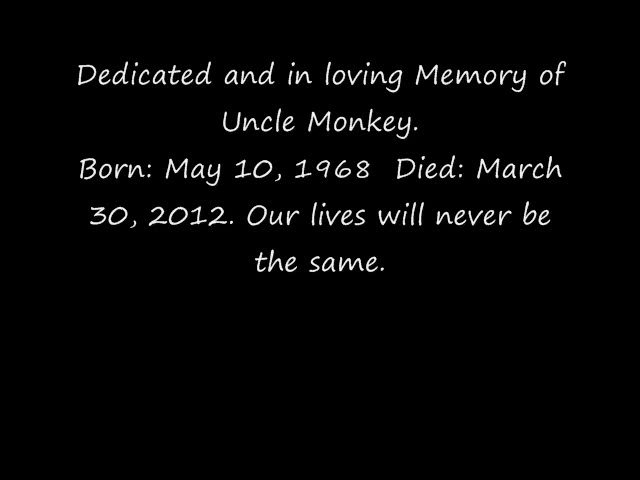 Dedicated and in loving Memory of
Uncle Monkey.
Born: May 10, 1968  Died: March
30, 2012. Our lives will never be
the same.